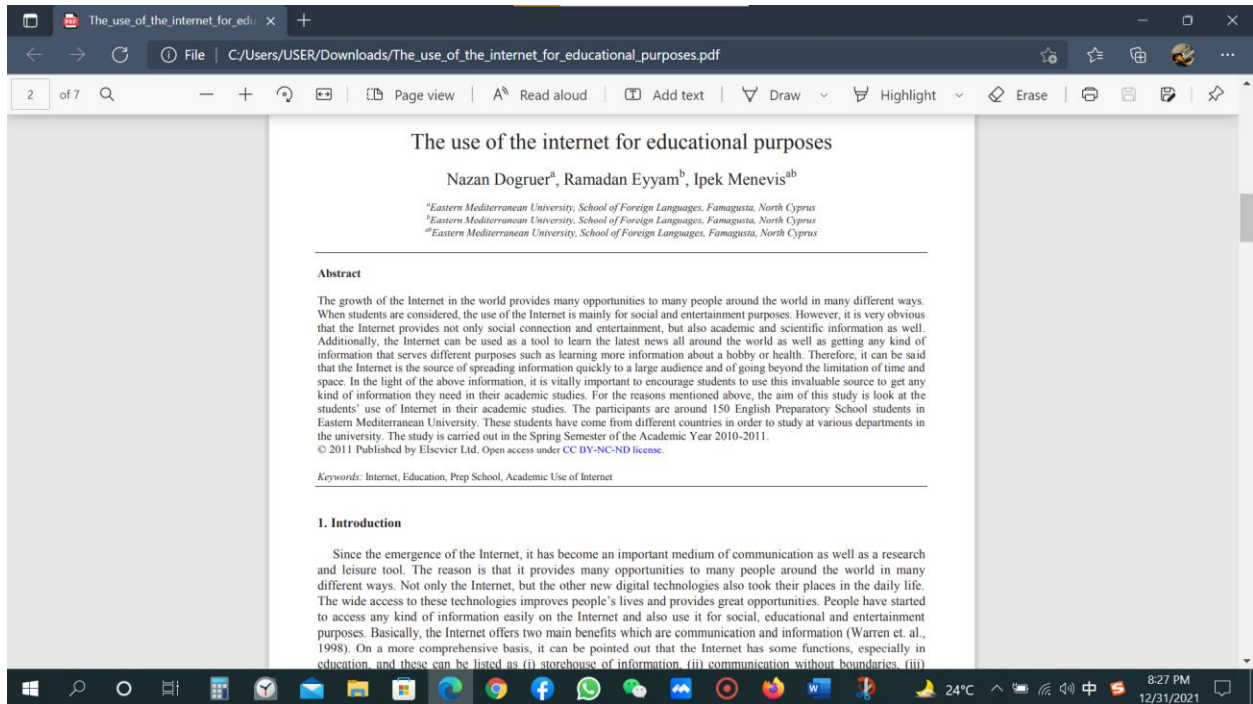 The_use_of_the_internet_for_edu
File | C:/Users/USER/Downloads/The_use_of_the_internet_for_educational_purposes.pdf
2 of 7 Page view Read aloud Add text Draw Highlight Erase
The use of the internet for educational purposes
Nazan Dogruerᵃ, Ramadan Eyyamᵇ, Ipek Menevisᵃᵇ
ᵃEastern Mediterranean University, School of Foreign Languages, Famagusta, North Cyprus
ᵇEastern Mediterranean University, School of Foreign Languages, Famagusta, North Cyprus
ᵃᵇEastern Mediterranean University, School of Foreign Languages, Famagusta, North Cyprus
Abstract
The growth of the Internet in the world provides many opportunities to many people around the world in many different ways.
When students are considered, the use of the Internet is mainly for social and entertainment purposes. However, it is very obvious
that the Internet provides not only social connection and entertainment, but also academic and scientific information as well.
Additionally, the Internet can be used as a tool to learn the latest news all around the world as well as getting any kind of
information that serves different purposes such as learning more information about a hobby or health. Therefore, it can be said
that the Internet is the source of spreading information quickly to a large audience and of going beyond the limitation of time and
space. In the light of the above information, it is vitally important to encourage students to use this invaluable source to get any
kind of information they need in their academic studies. For the reasons mentioned above, the aim of this study is look at the
students' use of Internet in their academic studies. The participants are around 150 English Preparatory School students in
Eastern Mediterranean University. These students have come from different countries in order to study at various departments in
the university. The study is carried out in the Spring Semester of the Academic Year 2010-2011.
© 2011 Published by Elsevier Ltd. Open access under CC BY-NC-ND license.
Keywords: Internet, Education, Prep School, Academic Use of Internet
1. Introduction
Since the emergence of the Internet, it has become an important medium of communication as well as a research
and leisure tool. The reason is that it provides many opportunities to many people around the world in many
different ways. Not only the Internet, but the other new digital technologies also took their places in the daily life.
The wide access to these technologies improves people's lives and provides great opportunities. People have started
to access any kind of information easily on the Internet and also use it for social, educational and entertainment
purposes. Basically, the Internet offers two main benefits which are communication and information (Warren et. al.,
1998). On a more comprehensive basis, it can be pointed out that the Internet has some functions, especially in
education, and these can be listed as (i) storehouse of information, (ii) communication without boundaries, (iii)
24°C 中 8:27 PM
12/31/2021